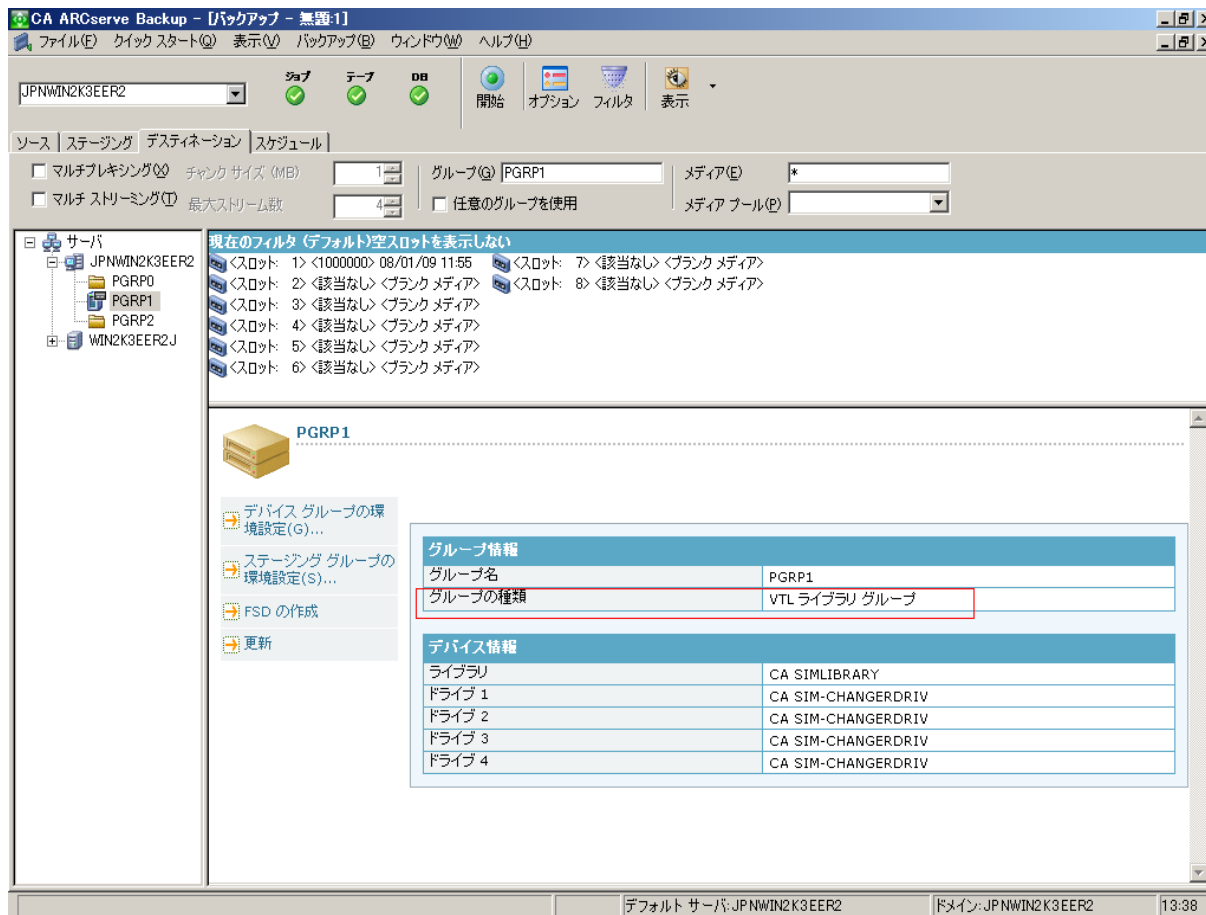 CA ARCserve Backup - [バックアップ - 無題:1]
ファイル(F) クイック スタート(Q) 表示(V) バックアップ(B) ウィンドウ(W) ヘルプ(H)
JPNWIN2K3EER2 ジョブ テープ DB 開始 オプション フィルタ 表示
ソース ステージング デスティネーション スケジュール
マルチプレキシング(X) チャンク サイズ (MB) 1 グループ(G) PGRP1 メディア(E) *
マルチ ストリーミング(T) 最大ストリーム数 4 任意のグループを使用 メディア プール(P)
サーバ
JPNWIN2K3EER2
PGRP0
PGRP1
PGRP2
WIN2K3EER2J
現在のフィルタ (デフォルト)空スロットを表示しない
<スロット: 1> <1000000> 08/01/09 11:55 <スロット: 7> <該当なし> <ブランク メディア>
<スロット: 2> <該当なし> <ブランク メディア> <スロット: 8> <該当なし> <ブランク メディア>
<スロット: 3> <該当なし> <ブランク メディア>
<スロット: 4> <該当なし> <ブランク メディア>
<スロット: 5> <該当なし> <ブランク メディア>
<スロット: 6> <該当なし> <ブランク メディア>
PGRP1
デバイス グループの環
境設定(G)...
ステージング グループの
環境設定(S)...
FSD の作成
更新
グループ情報
グループ名 PGRP1
グループの種類 VTL ライブラリ グループ
デバイス情報
ライブラリ CA SIMLIBRARY
ドライブ 1 CA SIM-CHANGERDRIV
ドライブ 2 CA SIM-CHANGERDRIV
ドライブ 3 CA SIM-CHANGERDRIV
ドライブ 4 CA SIM-CHANGERDRIV
デフォルト サーバ:JPNWIN2K3EER2 ドメイン:JPNWIN2K3EER2 13:38